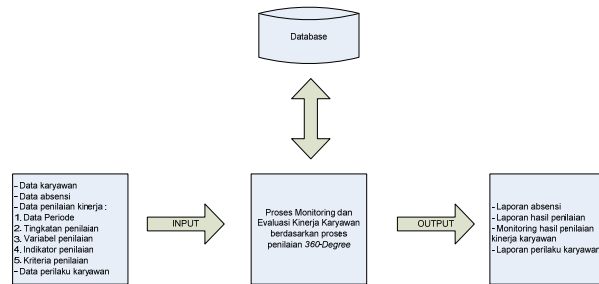 Database
- Data karyawan
- Data absensi
- Data penilaian kinerja :
1. Data Periode
2. Tingkatan penilaian
3. Variabel penilaian
4. Indikator penilaian
5. Kriteria penilaian
- Data perilaku karyawan
INPUT
Proses Monitoring dan
Evaluasi Kinerja Karyawan
berdasarkan proses
penilaian 360-Degree
OUTPUT
- Laporan absensi
- Laporan hasil penilaian
- Monitoring hasil penilaian
kinerja karyawan
- Laporan perilaku karyawan